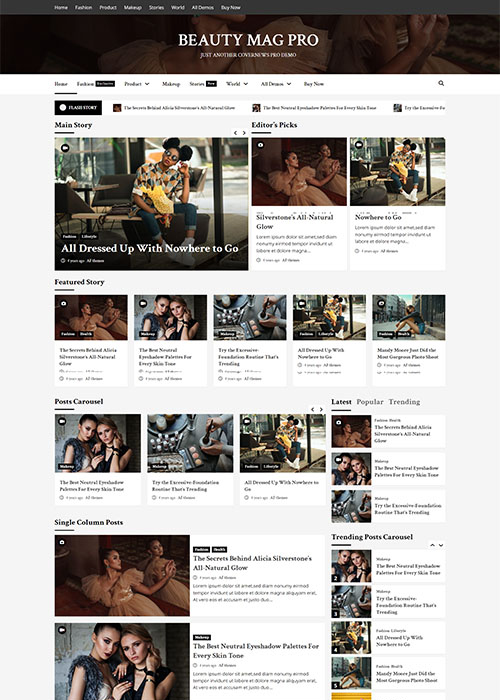 Home Fashion Product Makeup Stories World All Demos Buy Now
BEAUTY MAG PRO
JUST ANOTHER COVERNEWS PRO DEMO
Home Fashion Product Makeup Stories New World All Demos Buy Now
FLASH STORY The Secrets Behind Alicia Silverstone's All-Natural Glow The Best Neutral Eyeshadow Palettes For Every Skin Tone Try the Excessive-Fo
Main Story
Fashion Lifestyle
All Dressed Up With Nowhere to Go
4 years ago AF themes
Editor's Picks
Silverstone's All-Natural
Glow
Lorem ipsum dolor sit amet,sed diam
nonumy eirmod tempor invidunt ut
labore et dolore magna...
4 years ago AF themes
Nowhere to Go
Lorem ipsum dolor sit amet,sed diam
nonumy eirmod tempor invidunt ut
labore et dolore magna...
4 years ago AF themes
Featured Story
Fashion Health
The Secrets Behind Alicia
Silverstone's All-Natural
Glow
4 years ago AF themes
Makeup
The Best Neutral
Eyeshadow Palettes For
Every Skin Tone
4 years ago AF themes
Makeup
Try the Excessive-
Foundation Routine That's
Trending
4 years ago AF themes
Fashion Lifestyle
All Dressed Up With
Nowhere to Go
4 years ago AF themes
Fashion Health
Mandy Moore Just Did the
Most Gorgeous Photo Shoot
4 years ago AF themes
Posts Carousel
Makeup
The Best Neutral Eyeshadow
Palettes For Every Skin Tone
4 years ago AF themes
Makeup
Try the Excessive-Foundation
Routine That's Trending
4 years ago AF themes
Fashion Lifestyle
All Dressed Up With Nowhere to
Go
4 years ago AF themes
Latest Popular Trending
Fashion Health
The Secrets Behind Alicia
Silverstone's All-Natural
Glow
Makeup
The Best Neutral Eyeshadow
Palettes For Every Skin Tone
Makeup
Try the Excessive-Foundation
Routine That's Trending
Single Column Posts
Fashion Health
The Secrets Behind Alicia Silverstone's
All-Natural Glow
4 years ago AF themes
Lorem ipsum dolor sit amet,sed diam nonumy eirmod
tempor invidunt ut labore et dolore magna aliquyam erat,
At vero eos et accusam et justo duo...
Makeup
The Best Neutral Eyeshadow Palettes For
Every Skin Tone
4 years ago AF themes
Lorem ipsum dolor sit amet,sed diam nonumy eirmod
tempor invidunt ut labore et dolore magna aliquyam erat,
At vero eos et accusam et justo duo...
Trending Posts Carousel
2
Makeup
The Best Neutral Eyeshadow
Palettes For Every Skin Tone
3
Makeup
Try the Excessive-
Foundation Routine That's
Trending
4
Fashion Lifestyle
All Dressed Up With
Nowhere to Go
5
Fashion Health
Mandy Moore Just Did the
Most Gorgeous Photo Shoot